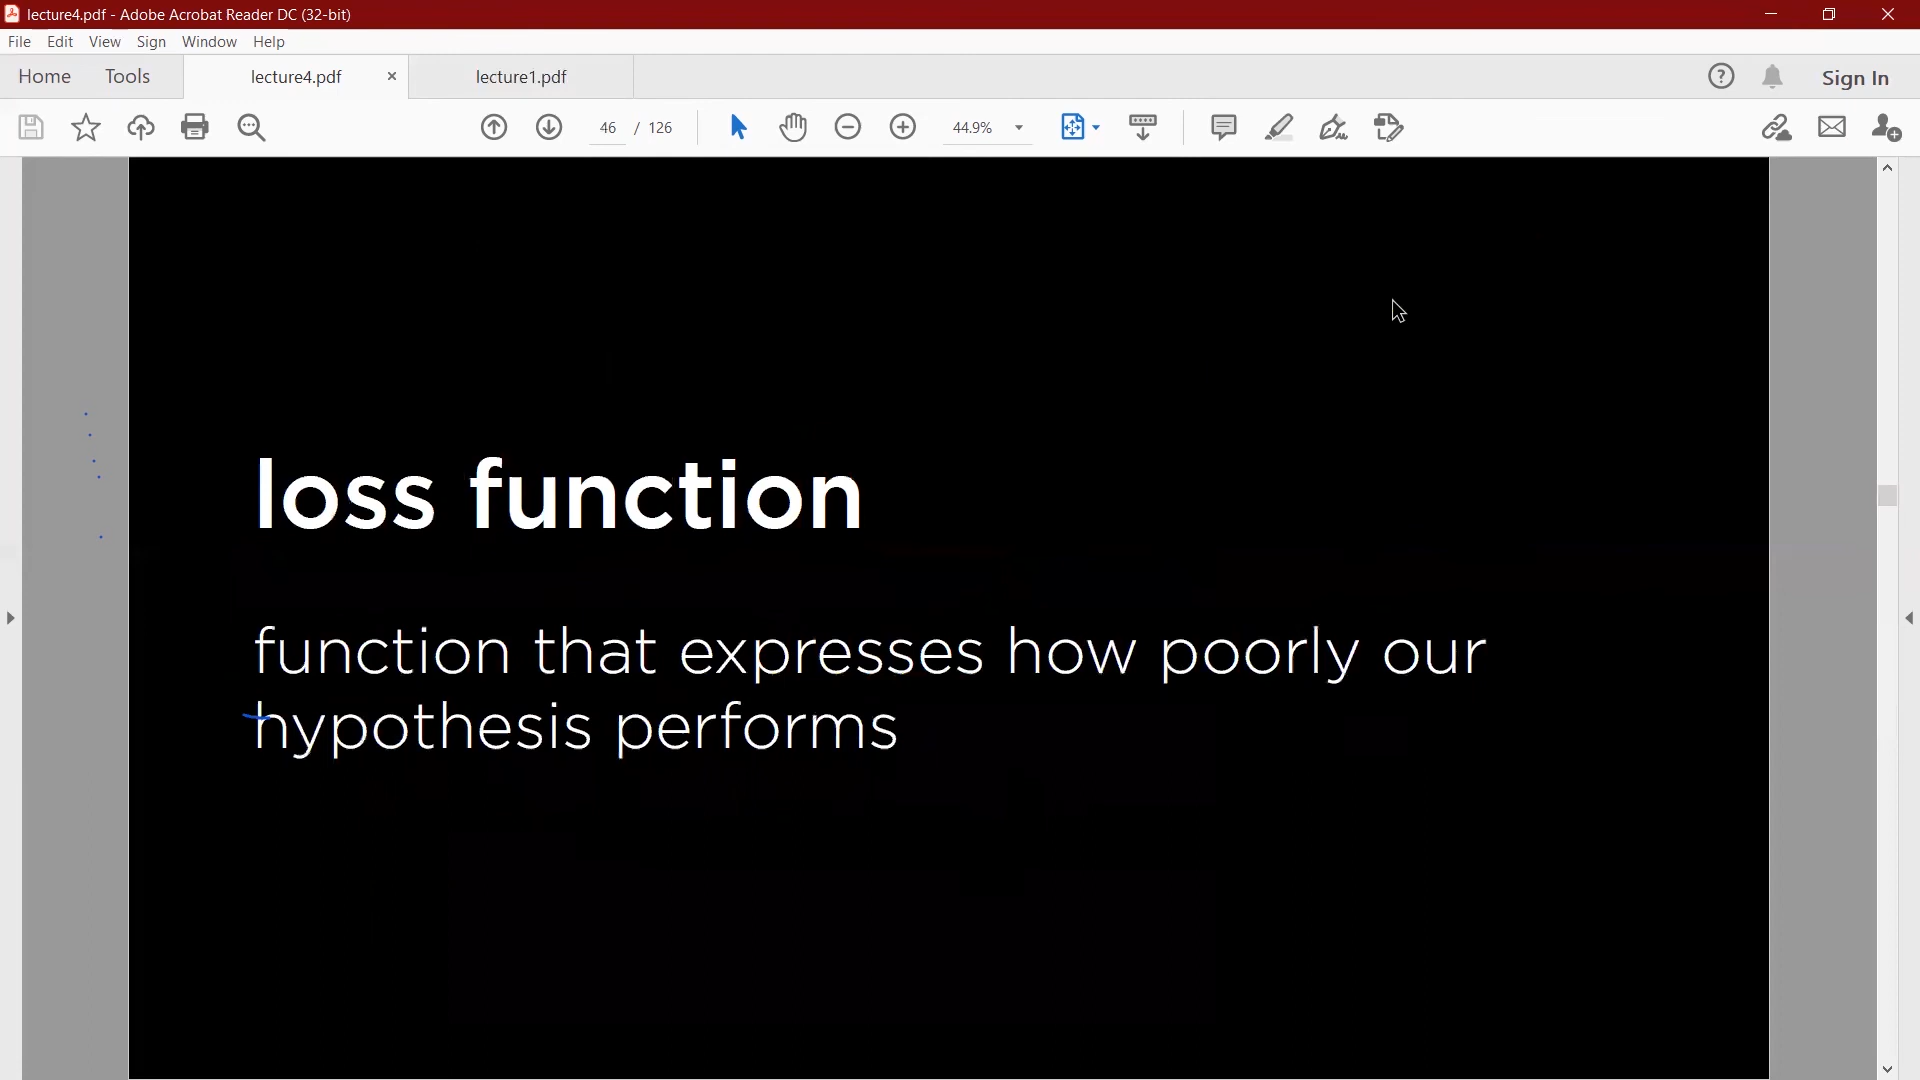 lecture4.pdf - Adobe Acrobat Reader DC (32-bit)
File Edit View Sign Window Help
Home Tools lecture4.pdf lecture1.pdf Sign In
46 / 126 44.9%
loss function
function that expresses how poorly our
hypothesis performs